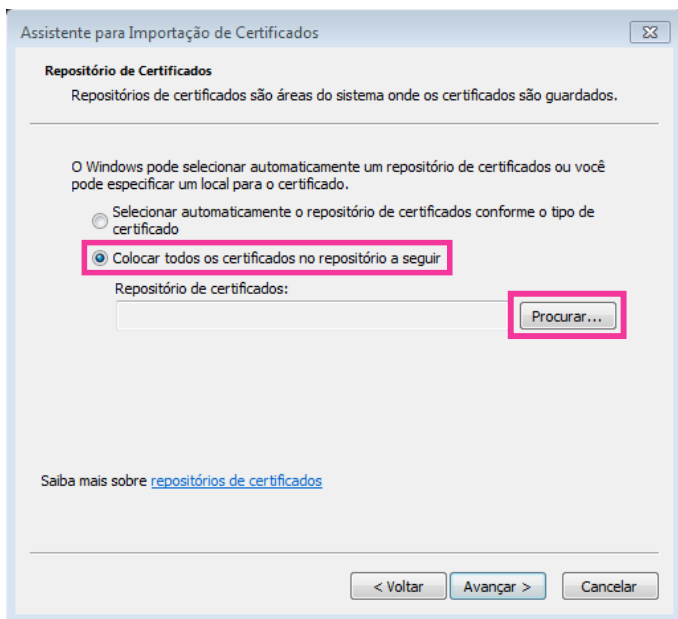 Assistente para Importação de Certificados
Repositório de Certificados
Repositórios de certificados são áreas do sistema onde os certificados são guardados.
O Windows pode selecionar automaticamente um repositório de certificados ou você
pode especificar um local para o certificado.
Selecionar automaticamente o repositório de certificados conforme o tipo de
certificado
Colocar todos os certificados no repositório a seguir
Repositório de certificados:
Procurar...
Saiba mais sobre repositórios de certificados
< Voltar Avançar > Cancelar